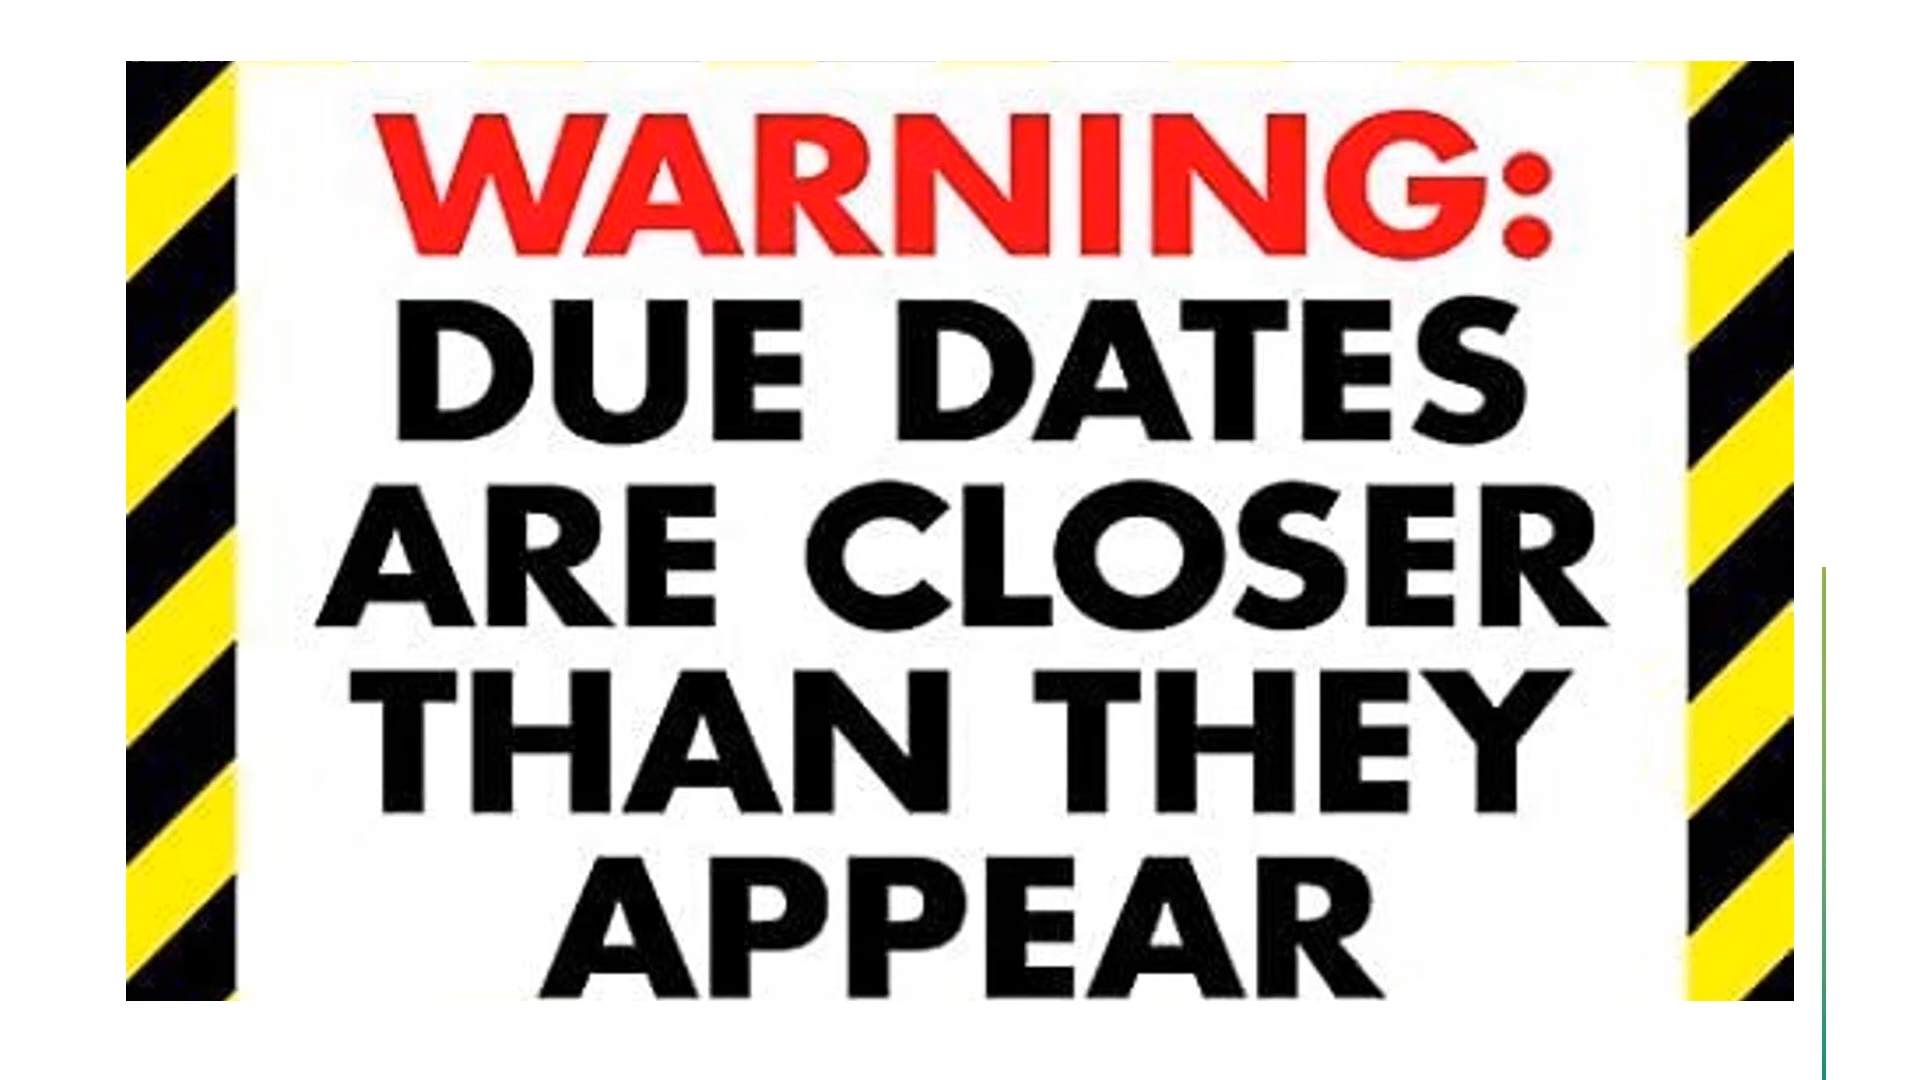 WARNING:
DUE DATES
ARE CLOSER
THAN THEY
APPEAR